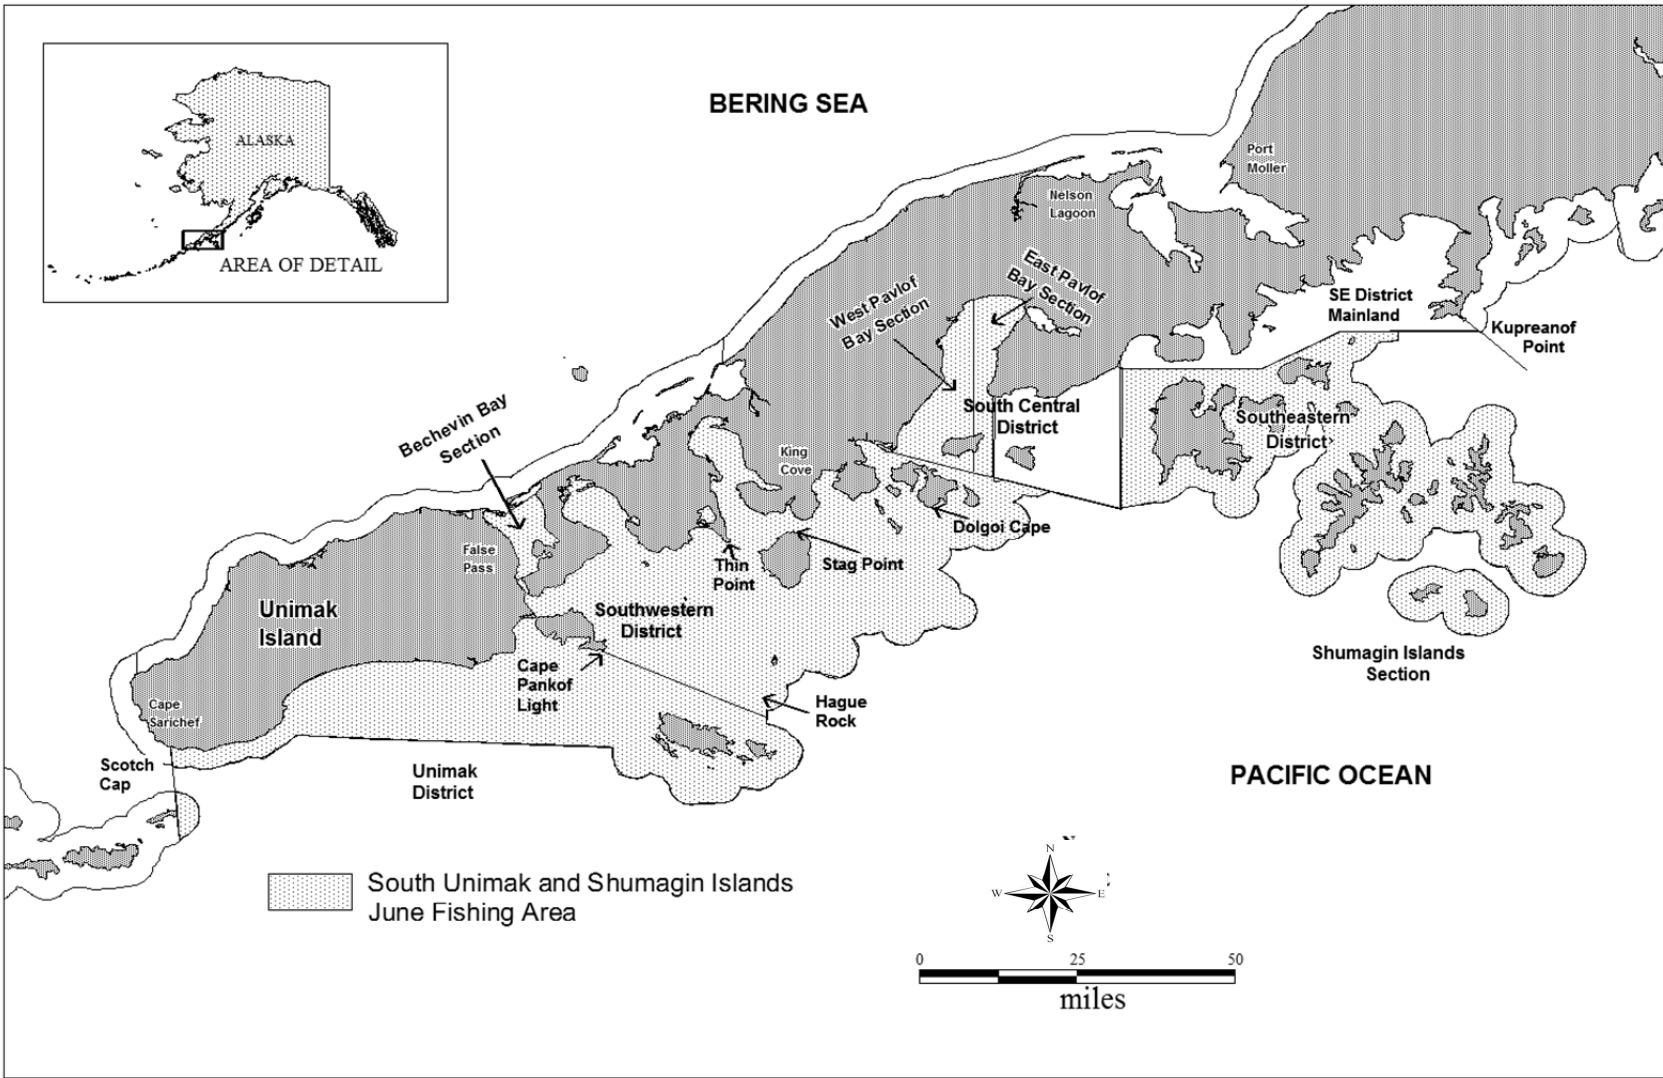 BERING SEA
ALASKA
AREA OF DETAIL
Port
Moller
Nelson
Lagoon
East Pavlof
Bay Section
West Pavlof
Bay Section
SE District
Mainland
Kupreanof
Point
South Central
District
Southeastern
District
Bechevin Bay
Section
King
Cove
Dolgoi Cape
False
Pass
Thin
Point
Stag Point
Unimak
Island
Southwestern
District
Shumagin Islands
Section
Cape
Pankof
Light
Hague
Rock
Cape
Sarichef
Scotch
Cap
Unimak
District
PACIFIC OCEAN
South Unimak and Shumagin Islands
June Fishing Area
N
W
E
S
0 25 50
miles